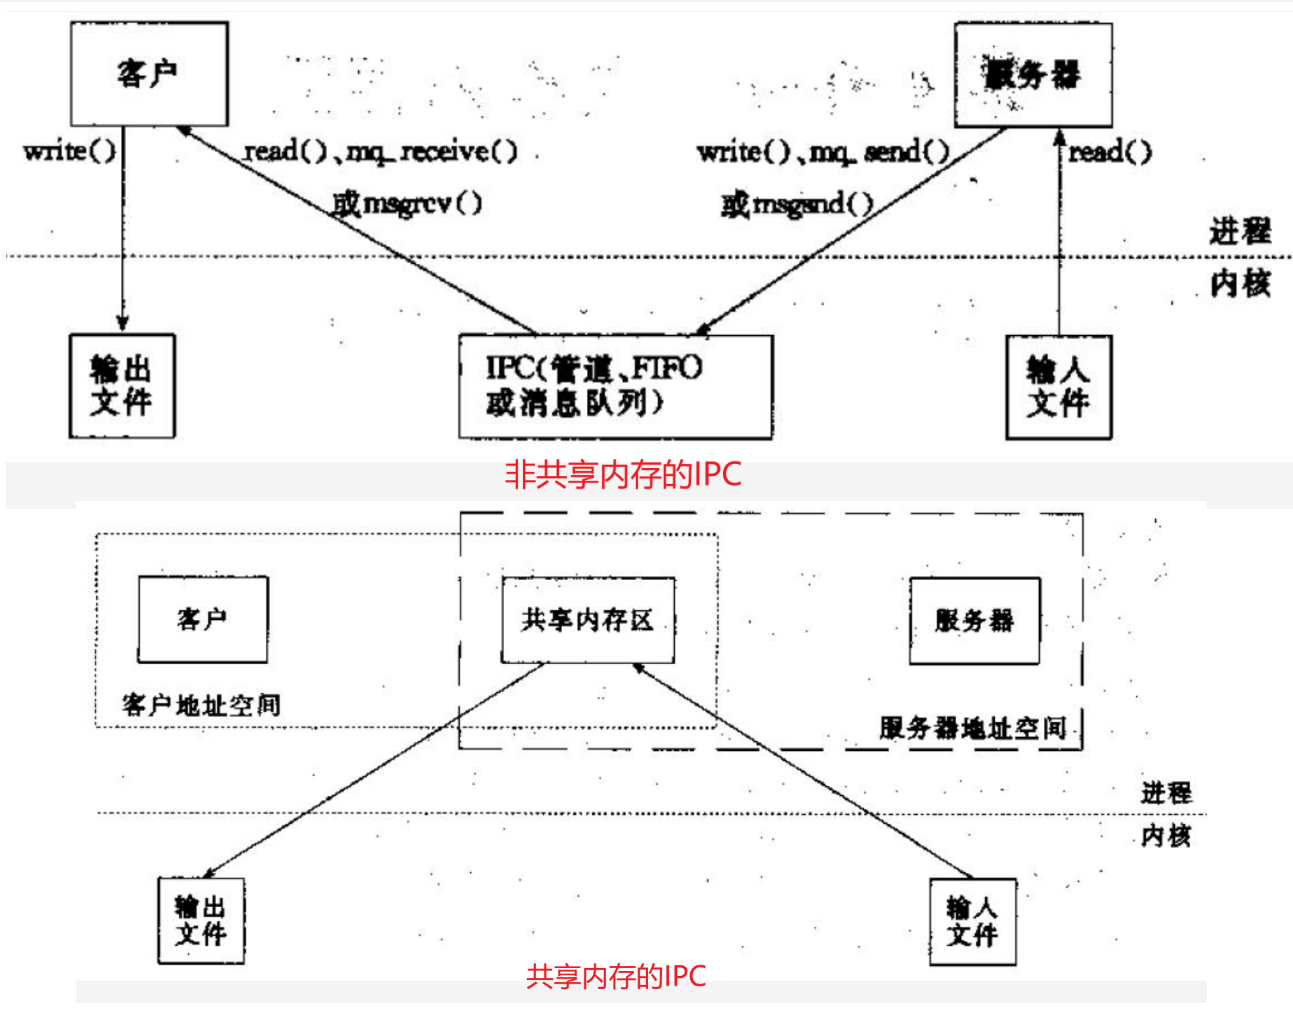 客户
服务器
write()
read()、mq_receive()
或msgrcv()
write()、mq_send()
或msgsnd()
read()
进程
内核
输出
文件
IPC(管道、FIFO
或消息队列)
输入
文件
非共享内存的IPC
客户
共享内存区
服务器
客户地址空间
服务器地址空间
进程
内核
输出
文件
输入
文件
共享内存的IPC